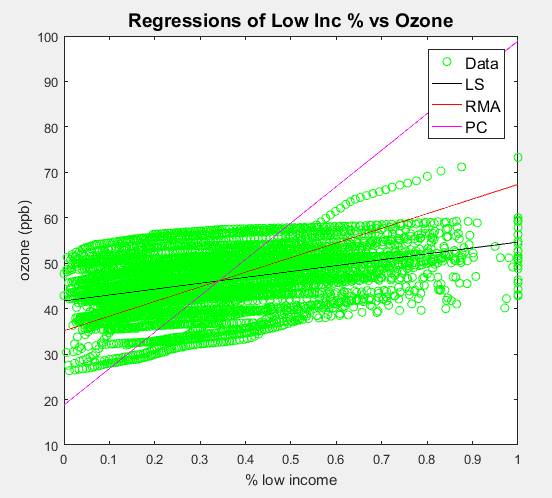 Regressions of Low Inc % vs Ozone
100
90
80
70
60
50
40
30
20
10
ozone (ppb)
Data
LS
RMA
PC
0 0.1 0.2 0.3 0.4 0.5 0.6 0.7 0.8 0.9 1
% low income